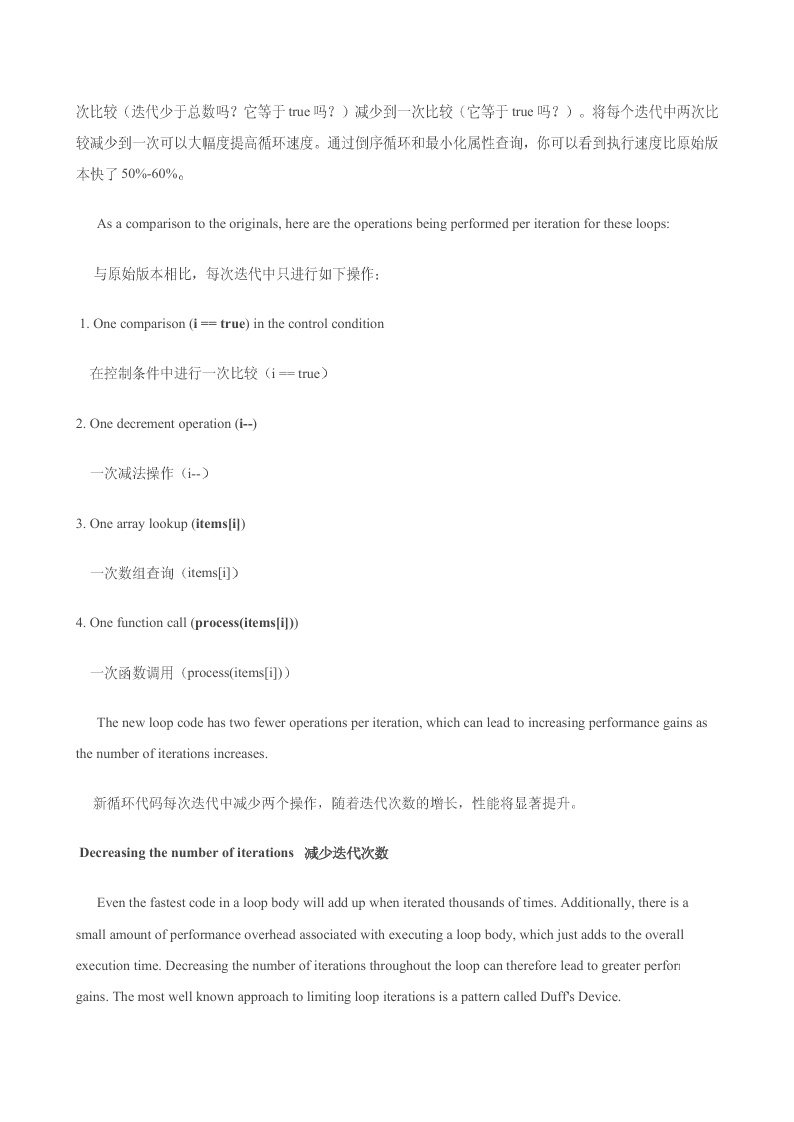 次比较（迭代少于总数吗？它等于 true 吗？）减少到一次比较（它等于 true 吗？）。将每个迭代中两次比
较减少到一次可以大幅度提高循环速度。通过倒序循环和最小化属性查询，你可以看到执行速度比原始版
本快了 50%-60%。
As a comparison to the originals, here are the operations being performed per iteration for these loops:
与原始版本相比，每次迭代中只进行如下操作：
1. One comparison (i == true) in the control condition
在控制条件中进行一次比较（i == true）
2. One decrement operation (i--)
一次减法操作（i--）
3. One array lookup (items[i])
一次数组查询（items[i]）
4. One function call (process(items[i]))
一次函数调用（process(items[i])）
The new loop code has two fewer operations per iteration, which can lead to increasing performance gains as
the number of iterations increases.
新循环代码每次迭代中减少两个操作，随着迭代次数的增长，性能将显著提升。
Decreasing the number of iterations 减少迭代次数
Even the fastest code in a loop body will add up when iterated thousands of times. Additionally, there is a
small amount of performance overhead associated with executing a loop body, which just adds to the overall
execution time. Decreasing the number of iterations throughout the loop can therefore lead to greater perfor
gains. The most well known approach to limiting loop iterations is a pattern called Duff's Device.